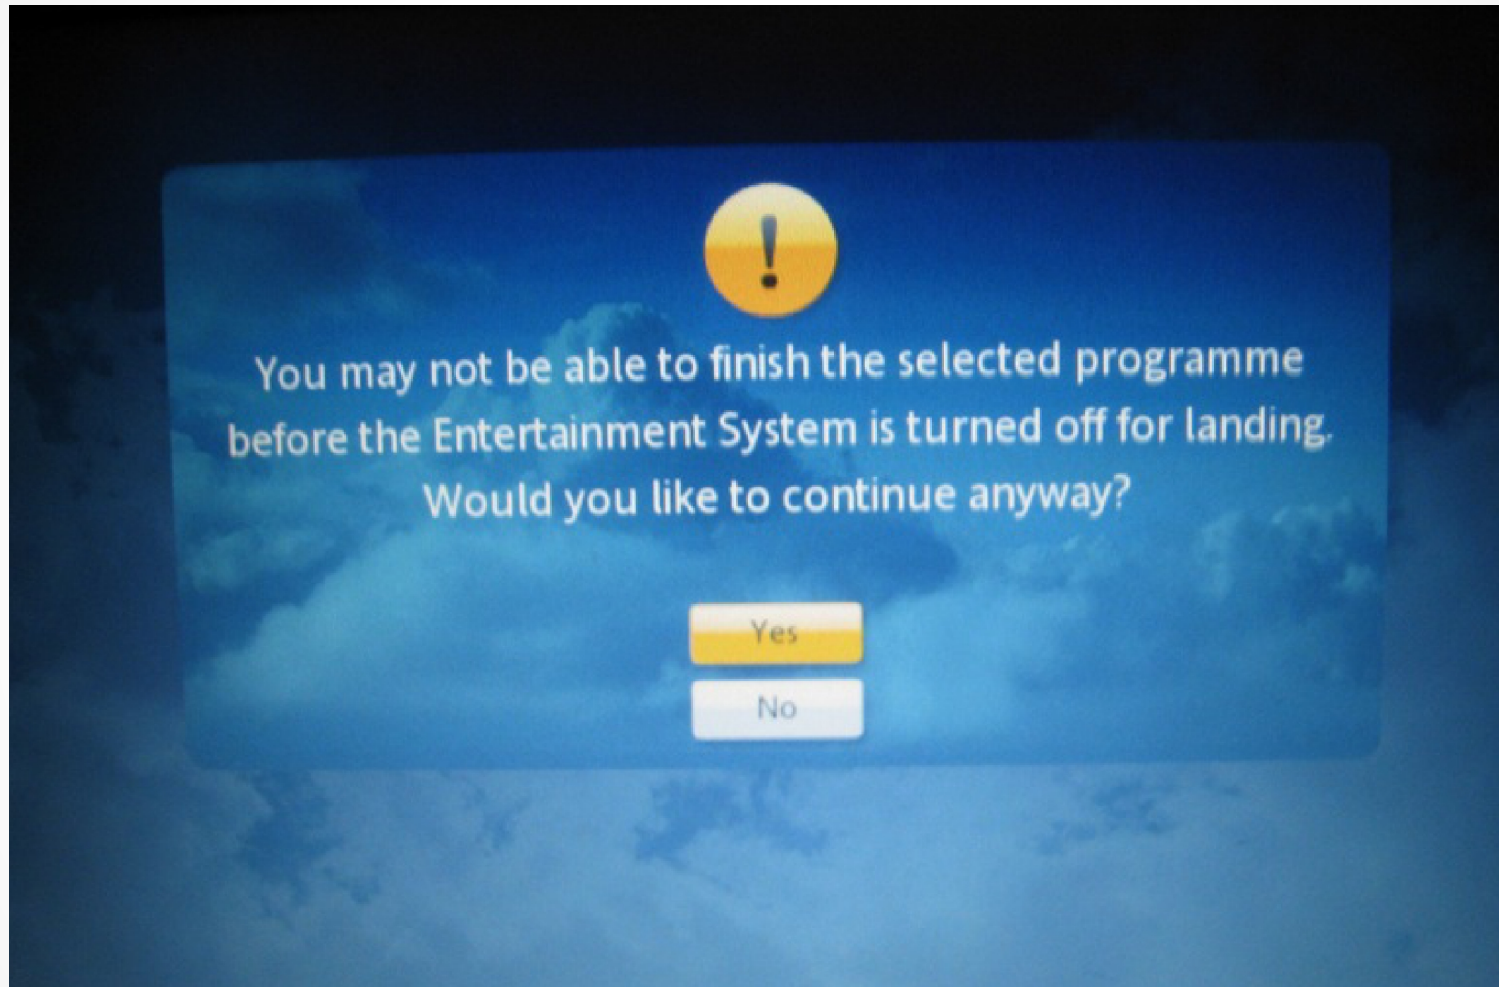 You may not be able to finish the selected programme
before the Entertainment System is turned off for landing.
Would you like to continue anyway?
Yes
No